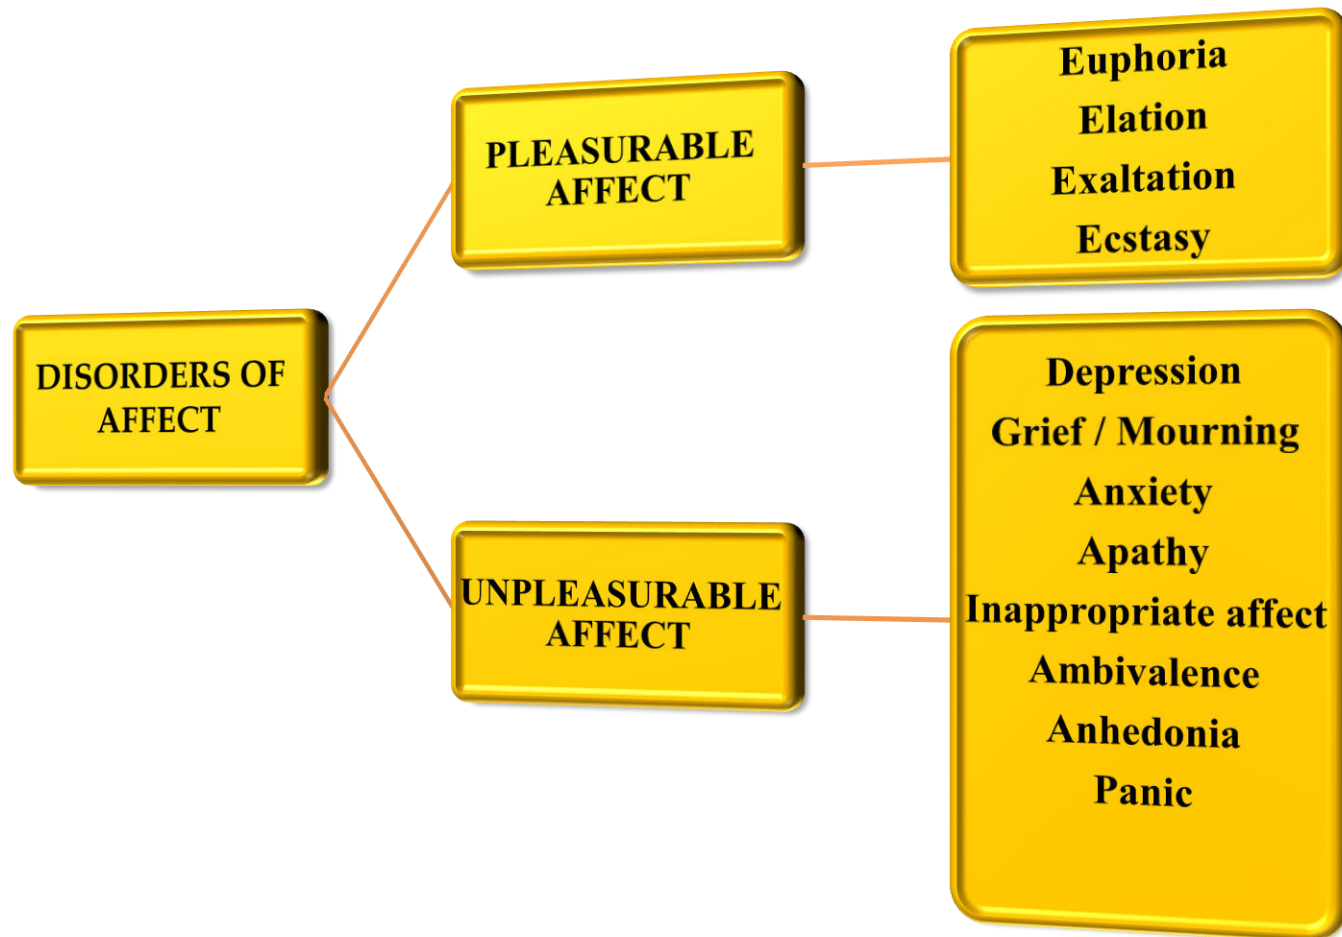 DISORDERS OF
AFFECT
PLEASURABLE
AFFECT
Euphoria
Elation
Exaltation
Ecstasy
UNPLEASURABLE
AFFECT
Depression
Grief / Mourning
Anxiety
Apathy
Inappropriate affect
Ambivalence
Anhedonia
Panic